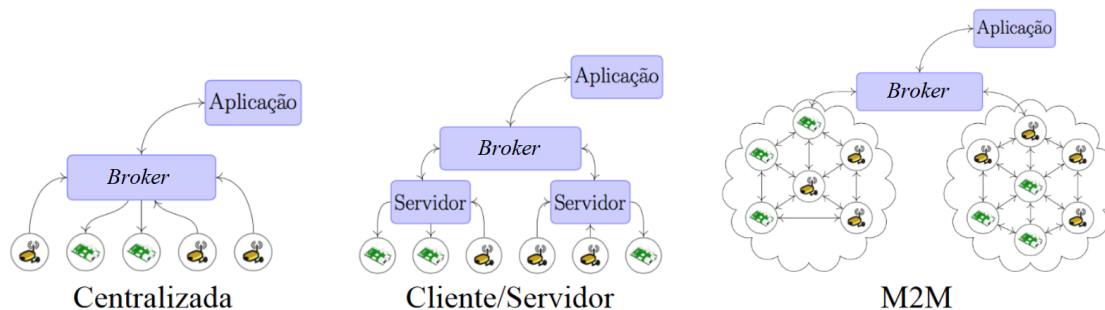 Aplicação
Broker
Centralizada
Aplicação
Broker
Servidor
Servidor
Cliente/Servidor
Aplicação
Broker
M2M